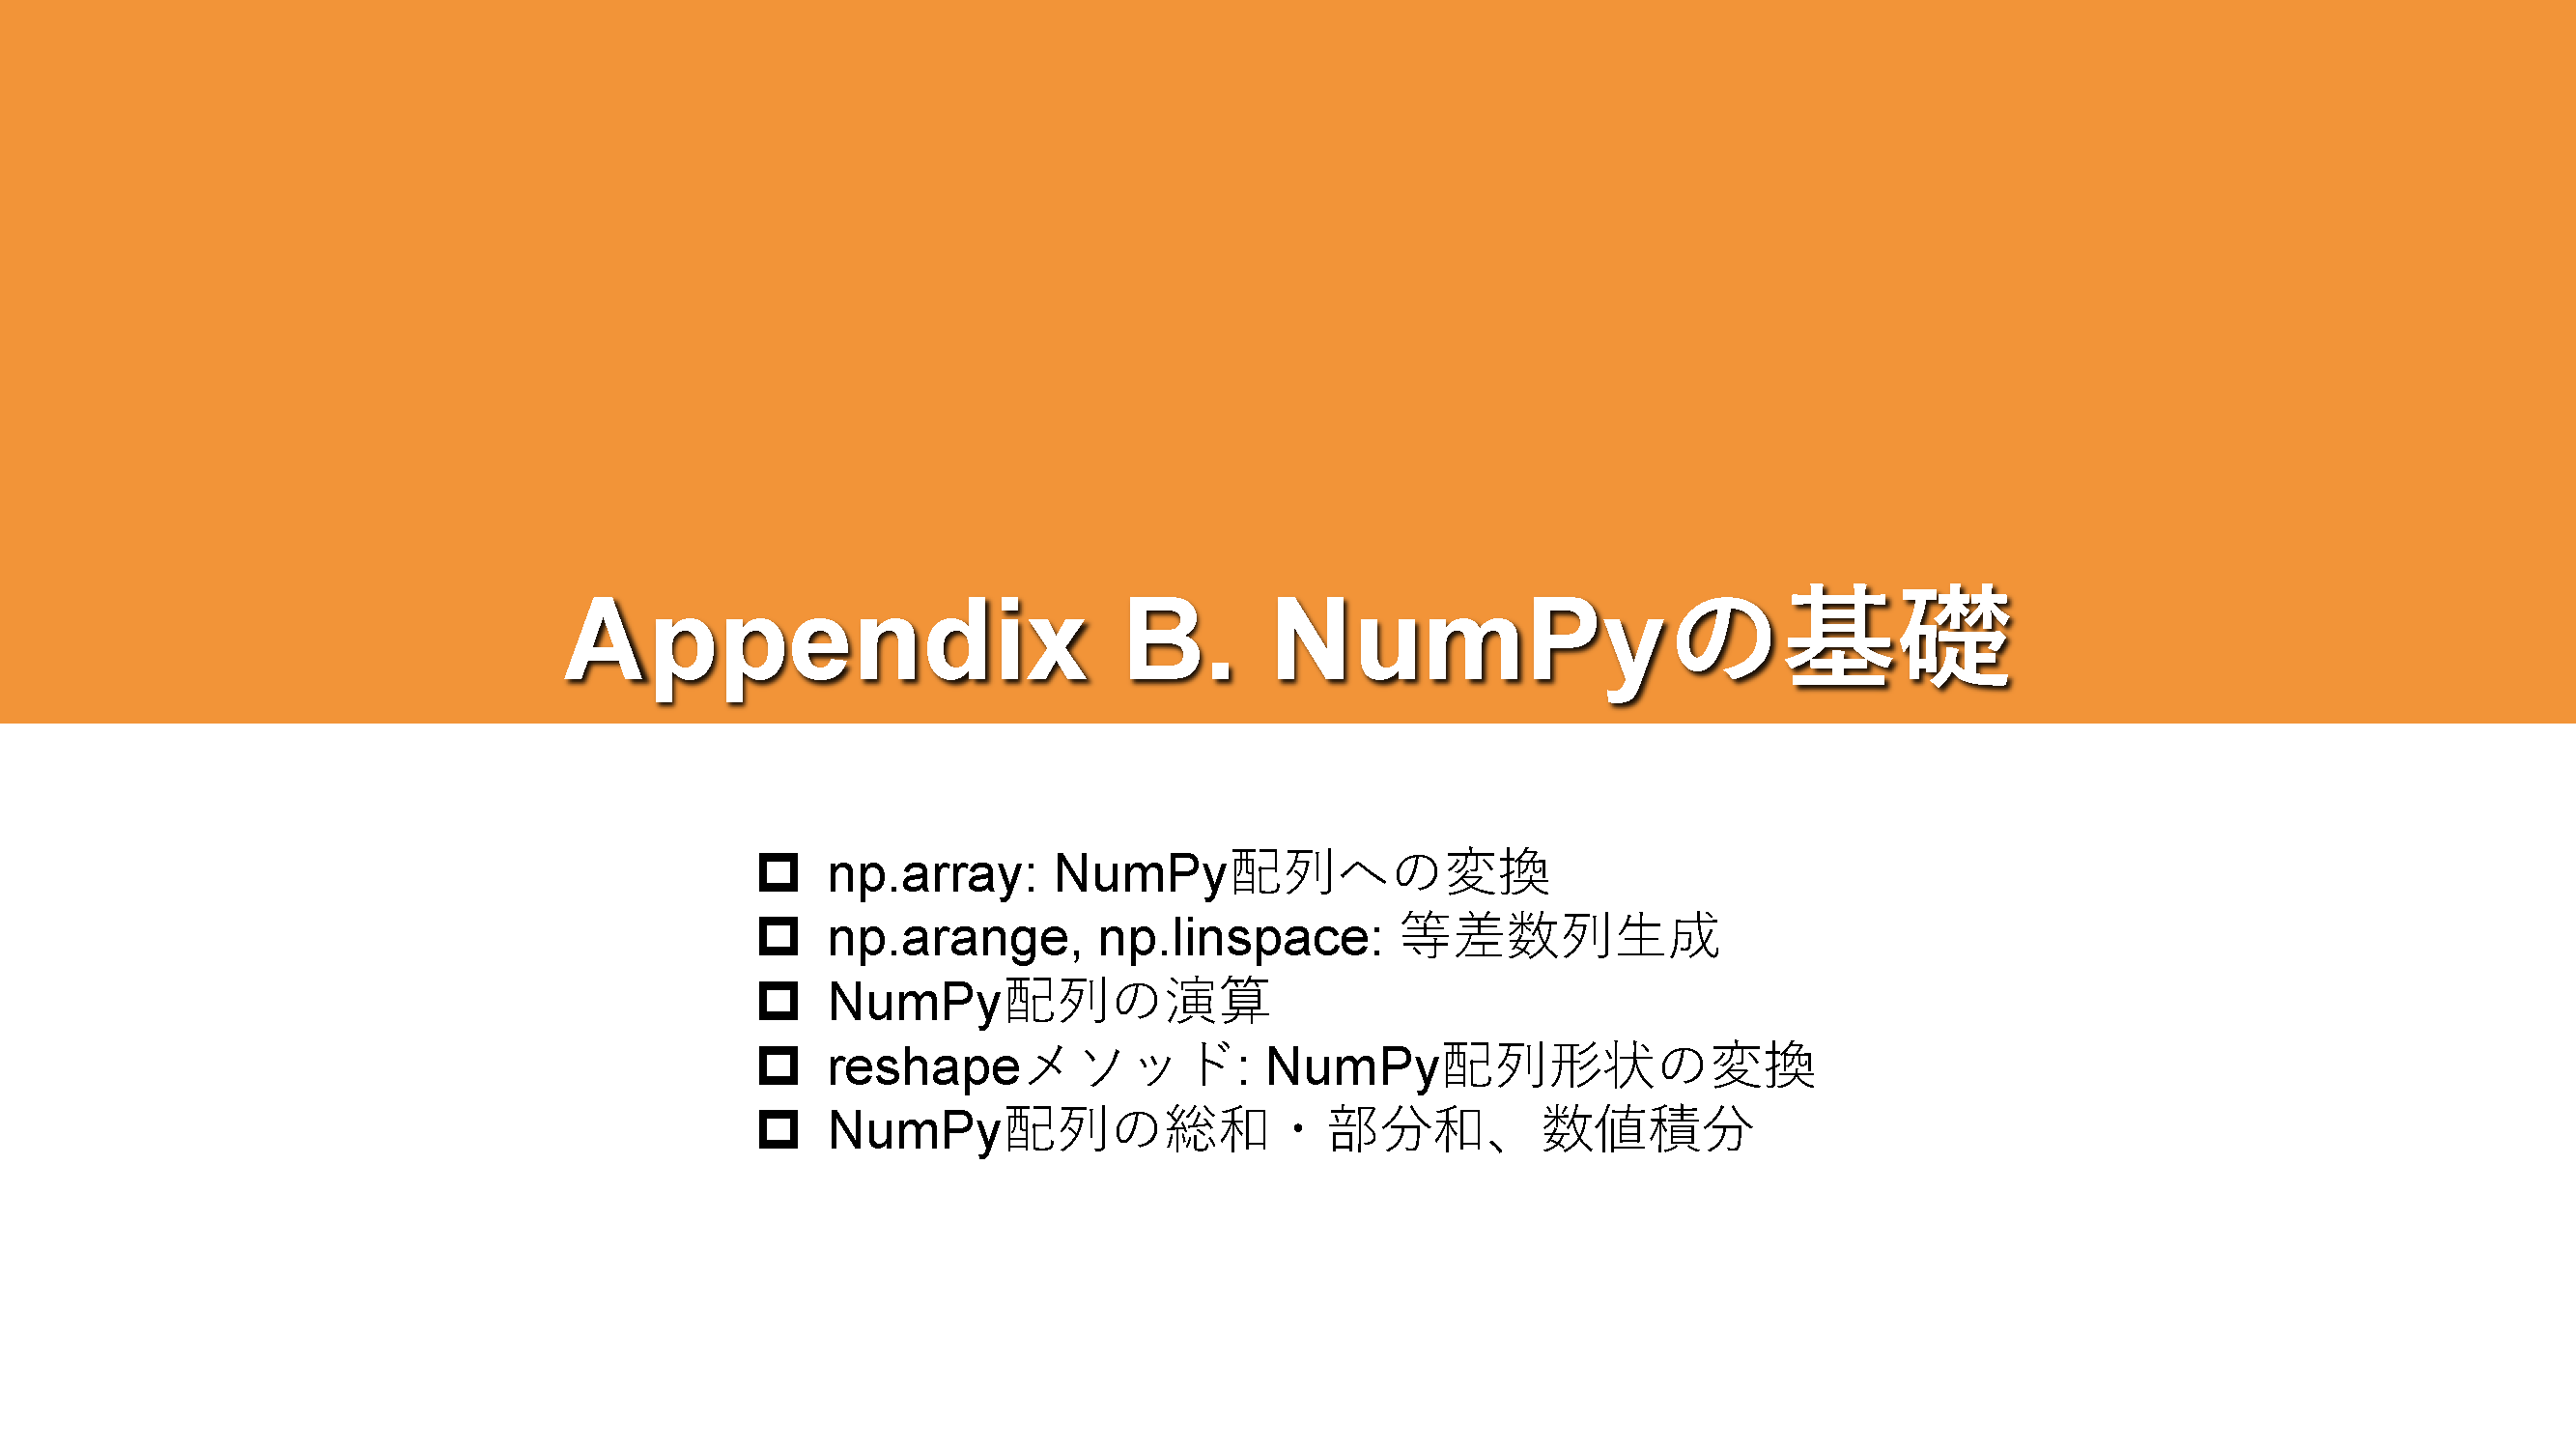 Appendix B. NumPyの基礎
np.array: NumPy配列への変換
np.arange, np.linspace: 等差数列生成
NumPy配列の演算
reshapeメソッド: NumPy配列形状の変換
NumPy配列の総和・部分和、数値積分